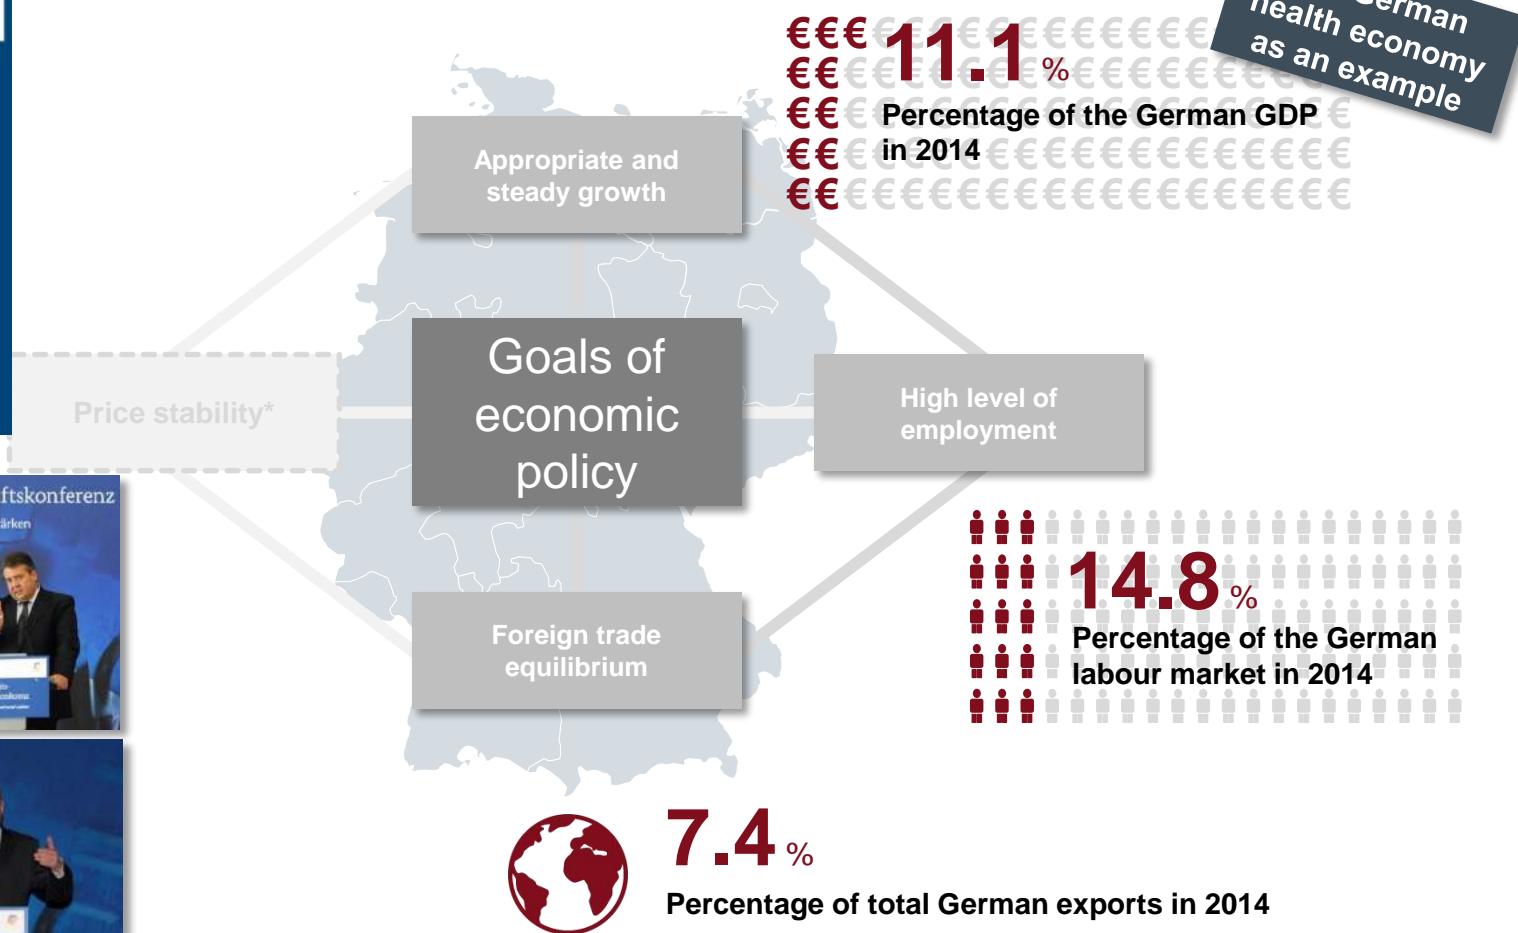 German
health economy
as an example
11.1 %
Percentage of the German GDP
in 2014
Appropriate and
steady growth
Goals of
economic
policy
Price stability*
High level of
employment
ftskonferenz
ärken
14.8 %
Percentage of the German
labour market in 2014
Foreign trade
equilibrium
7.4 %
Percentage of total German exports in 2014